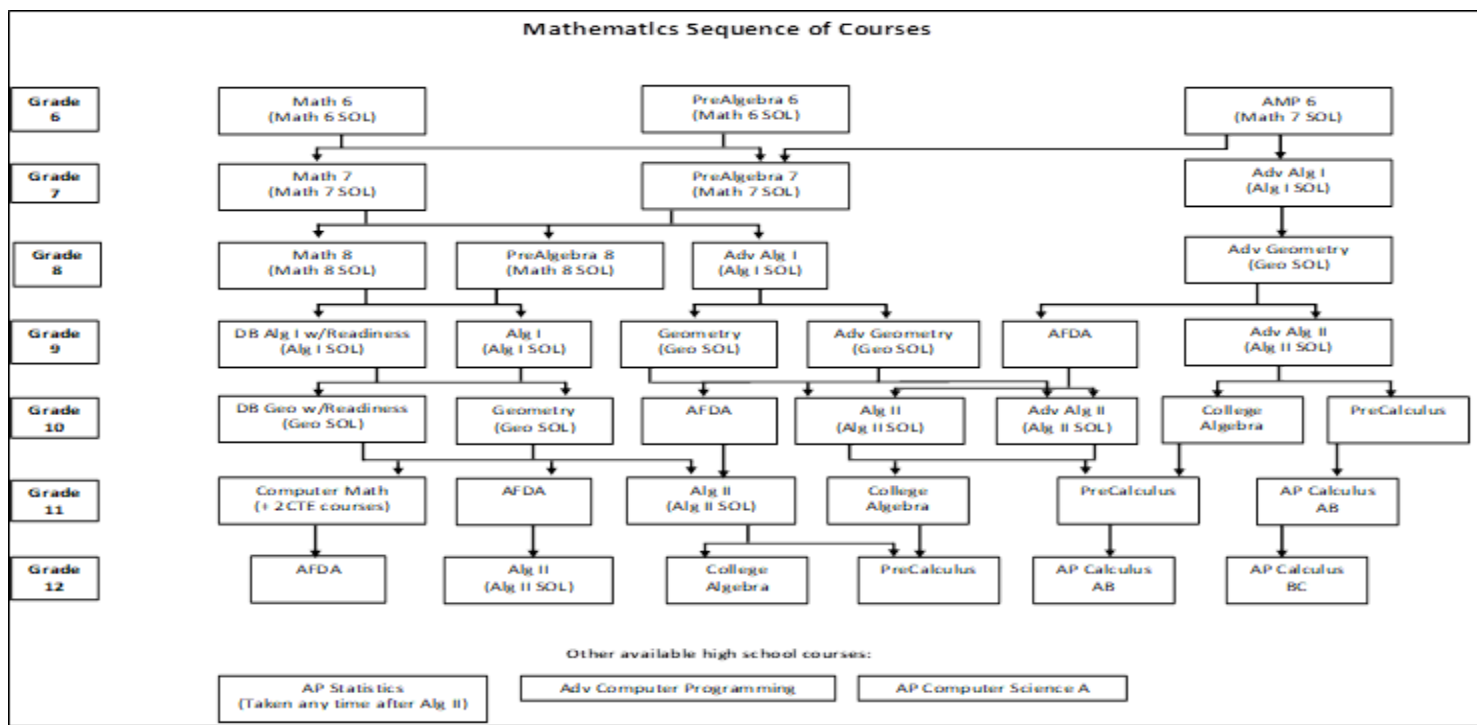 Mathematics Sequence of Courses
Grade
6
Math 6
(Math 6 SOL)
PreAlgebra 6
(Math 6 SOL)
AMP 6
(Math 7 SOL)
Grade
7
Math 7
(Math 7 SOL)
PreAlgebra 7
(Math 7 SOL)
Adv Alg I
(Alg I SOL)
Grade
8
Math 8
(Math 8 SOL)
PreAlgebra 8
(Math 8 SOL)
Adv Alg I
(Alg I SOL)
Adv Geometry
(Geo SOL)
Grade
9
DB Alg I w/Readiness
(Alg I SOL)
Alg I
(Alg I SOL)
Geometry
(Geo SOL)
Adv Geometry
(Geo SOL)
AFDA
Adv Alg II
(Alg II SOL)
Grade
10
DB Geo w/Readiness
(Geo SOL)
Geometry
(Geo SOL)
AFDA
Alg II
(Alg II SOL)
Adv Alg II
(Alg II SOL)
College
Algebra
PreCalculus
Grade
11
Computer Math
(+ 2CTE courses)
AFDA
Alg II
(Alg II SOL)
College
Algebra
PreCalculus
AP Calculus
AB
Grade
12
AFDA
Alg II
(Alg II SOL)
College
Algebra
PreCalculus
AP Calculus
AB
AP Calculus
BC
Other available high school courses:
AP Statistics
(Taken any time after Alg II)
Adv Computer Programming
AP Computer Science A